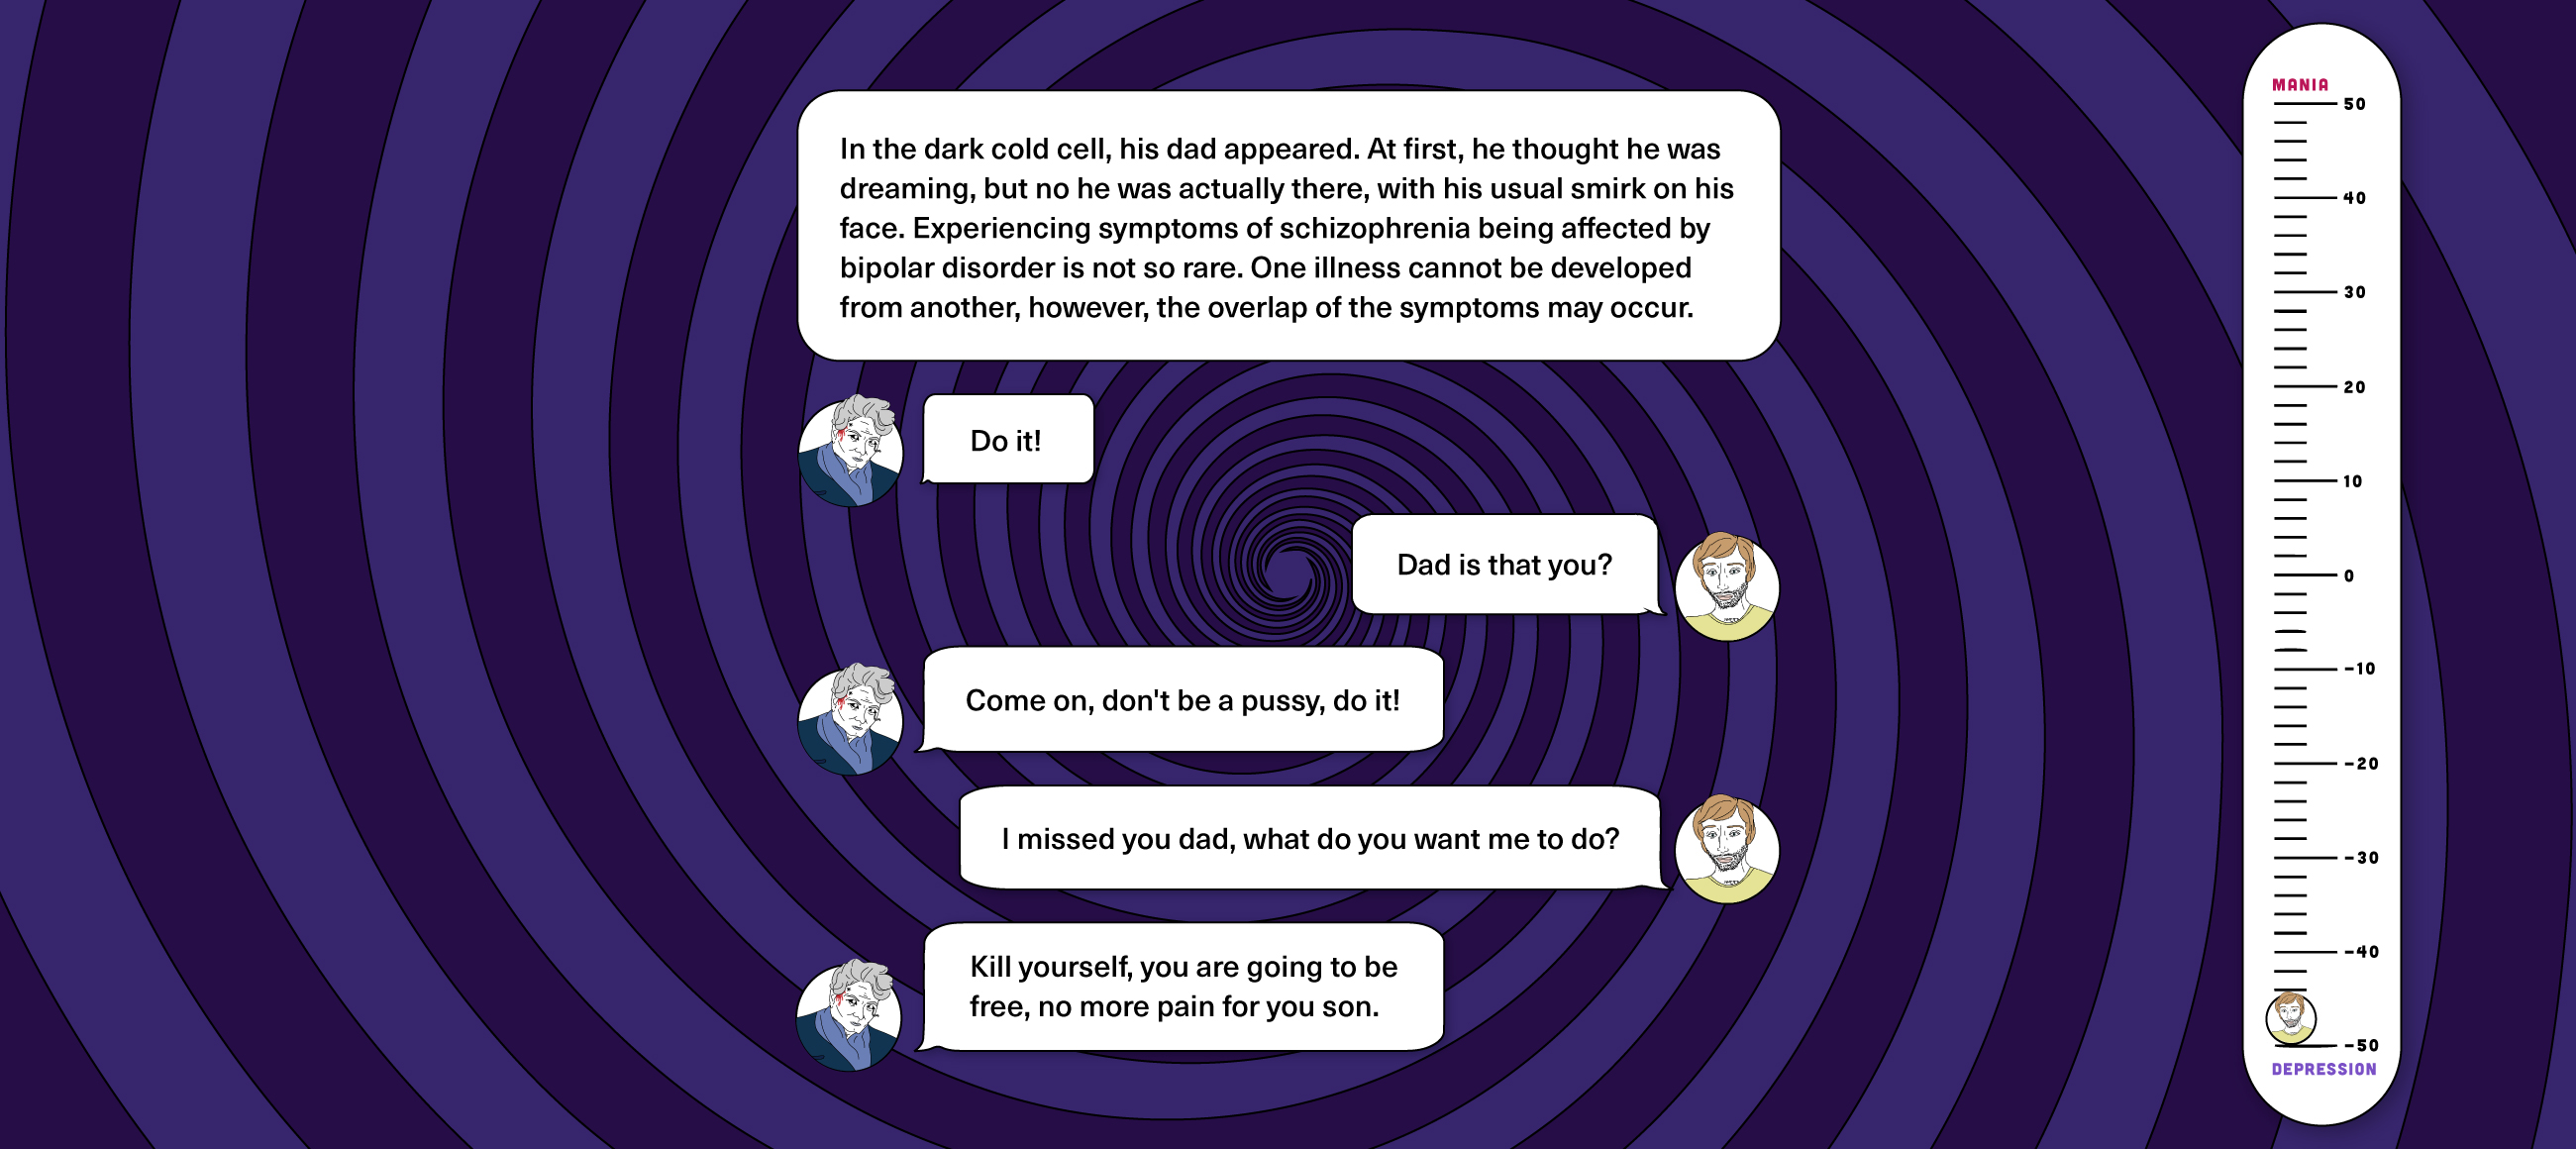 In the dark cold cell, his dad appeared. At first, he thought he was
dreaming, but no he was actually there, with his usual smirk on his
face. Experiencing symptoms of schizophrenia being affected by
bipolar disorder is not so rare. One illness cannot be developed
from another, however, the overlap of the symptoms may occur.
Do it!
Dad is that you?
Come on, don't be a pussy, do it!
I missed you dad, what do you want me to do?
Kill yourself, you are going to be
free, no more pain for you son.
MANIA
50
40
30
20
10
0
-10
-20
-30
-40
-50
DEPRESSION